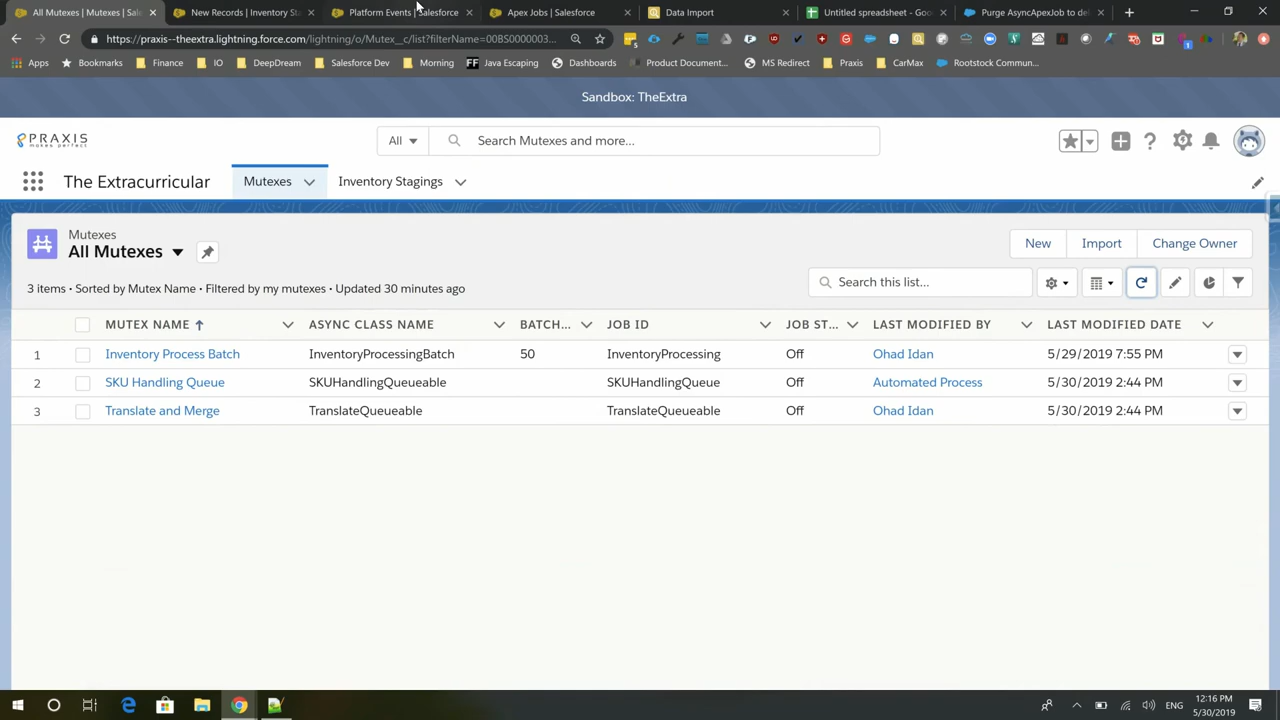 All Mutexes | Mutexes | Sale
New Records | Inventory Sta
Platform Events | Salesforce
Apex Jobs | Salesforce
Data Import
Untitled spreadsheet - Goo
Purge AsyncApexJob to del
https://praxis--theextra.lightning.force.com/lightning/o/Mutex__c/list?filterName=00BS0000003...
Apps
Bookmarks
Finance
IO
DeepDream
Salesforce Dev
Morning
FF Java Escaping
Dashboards
Product Document...
MS Redirect
Praxis
CarMax
Rootstock Commun...
Sandbox: TheExtra
PRAXIS
makes perfect
All
Search Mutexes and more...
The Extracurricular
Mutexes
Inventory Stagings
Mutexes
All Mutexes
New
Import
Change Owner
3 items • Sorted by Mutex Name • Filtered by my mutexes • Updated 30 minutes ago
Search this list...
MUTEX NAME ↑ ASYNC CLASS NAME BATCH... JOB ID JOB ST... LAST MODIFIED BY LAST MODIFIED DATE
1 Inventory Process Batch InventoryProcessingBatch 50 InventoryProcessing Off Ohad Idan 5/29/2019 7:55 PM
2 SKU Handling Queue SKUHandlingQueueable SKUHandlingQueue Off Automated Process 5/30/2019 2:44 PM
3 Translate and Merge TranslateQueueable TranslateQueueable Off Ohad Idan 5/30/2019 2:44 PM
ENG
12:16 PM
5/30/2019